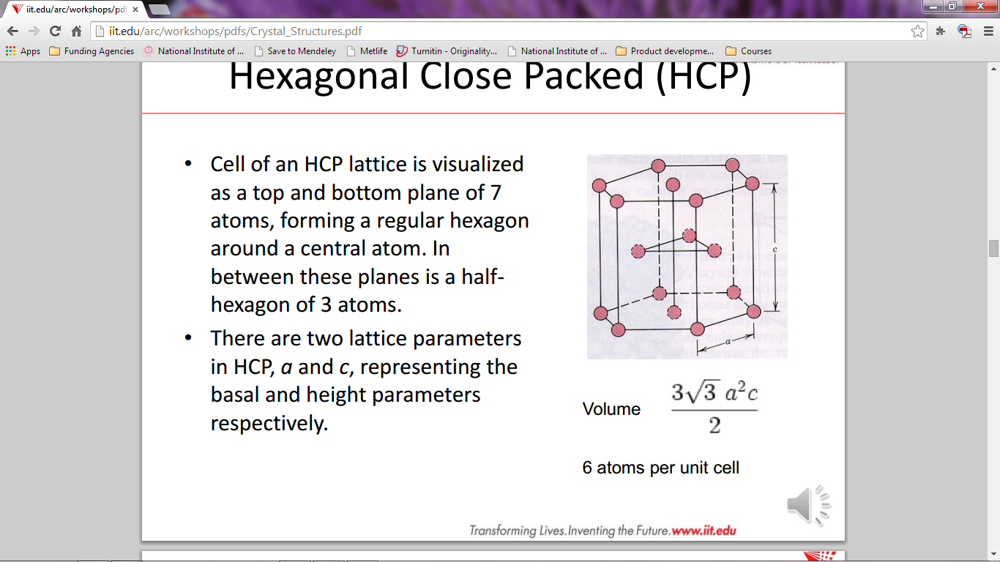 iit.edu/arc/workshops/pdf
iit.edu/arc/workshops/pdfs/Crystal_Structures.pdf
Apps Funding Agencies National Institute of ... Save to Mendeley Metlife Turnitin - Originality... National Institute of ... Product developme... Courses
Hexagonal Close Packed (HCP)
• Cell of an HCP lattice is visualized
as a top and bottom plane of 7
atoms, forming a regular hexagon
around a central atom. In
between these planes is a half-
hexagon of 3 atoms.
• There are two lattice parameters
in HCP, a and c, representing the
basal and height parameters
respectively.
c
a
Volume 3√3 a²c / 2
6 atoms per unit cell
Transforming Lives.Inventing the Future.www.iit.edu